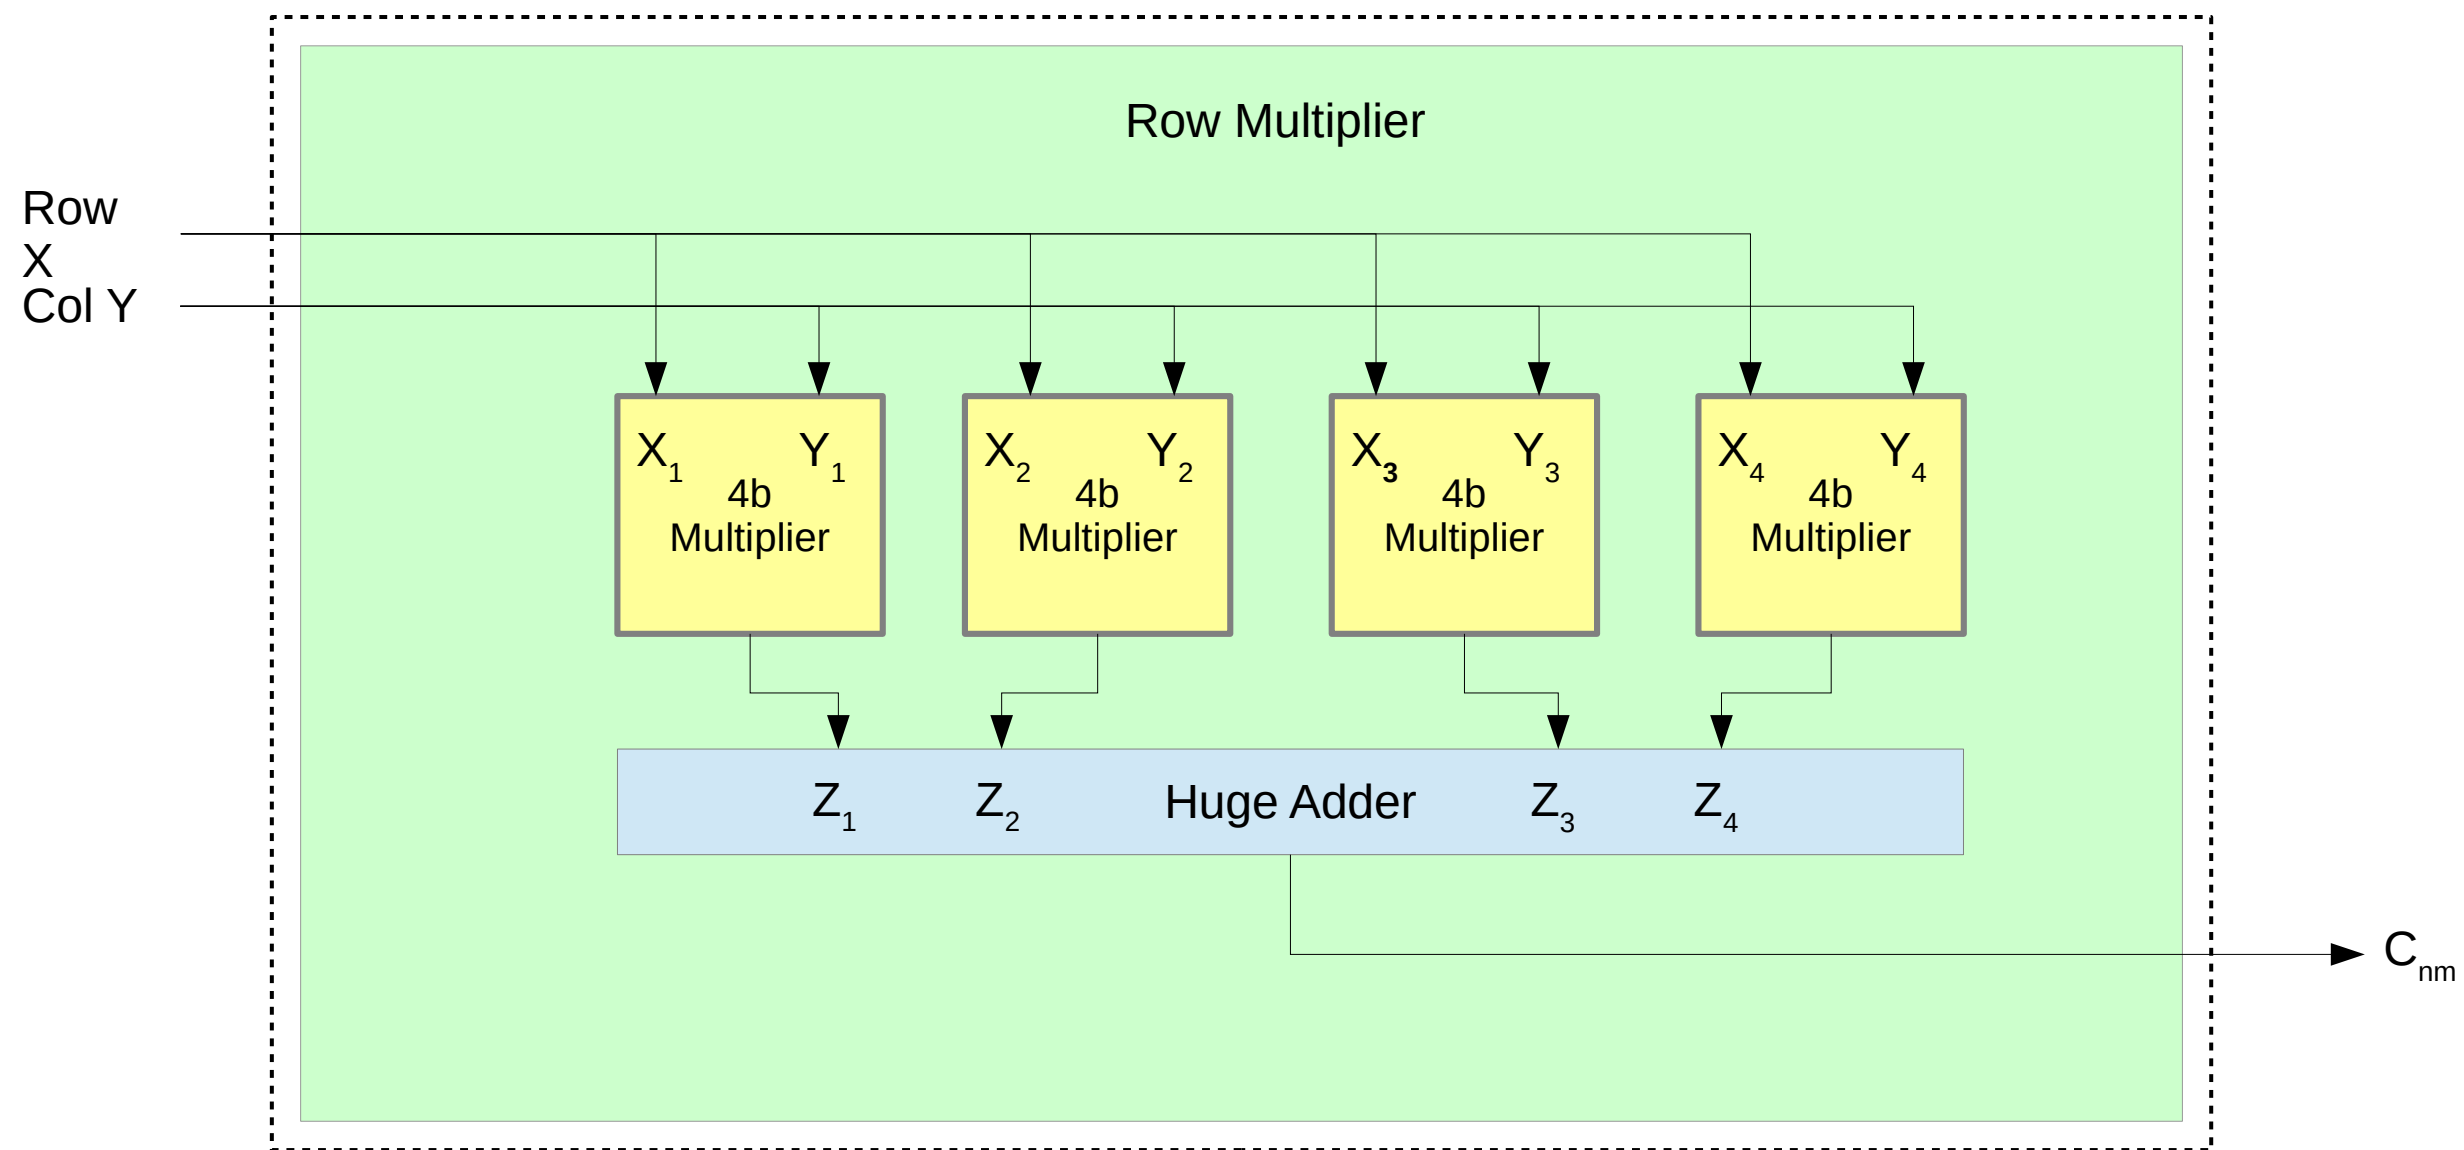 Row Multiplier
Row
X
Col Y
X1 Y1 X2 Y2 X3 Y3 X4 Y4
4b 4b 4b 4b
Multiplier Multiplier Multiplier Multiplier
Z1 Z2 Huge Adder Z3 Z4
Cnm